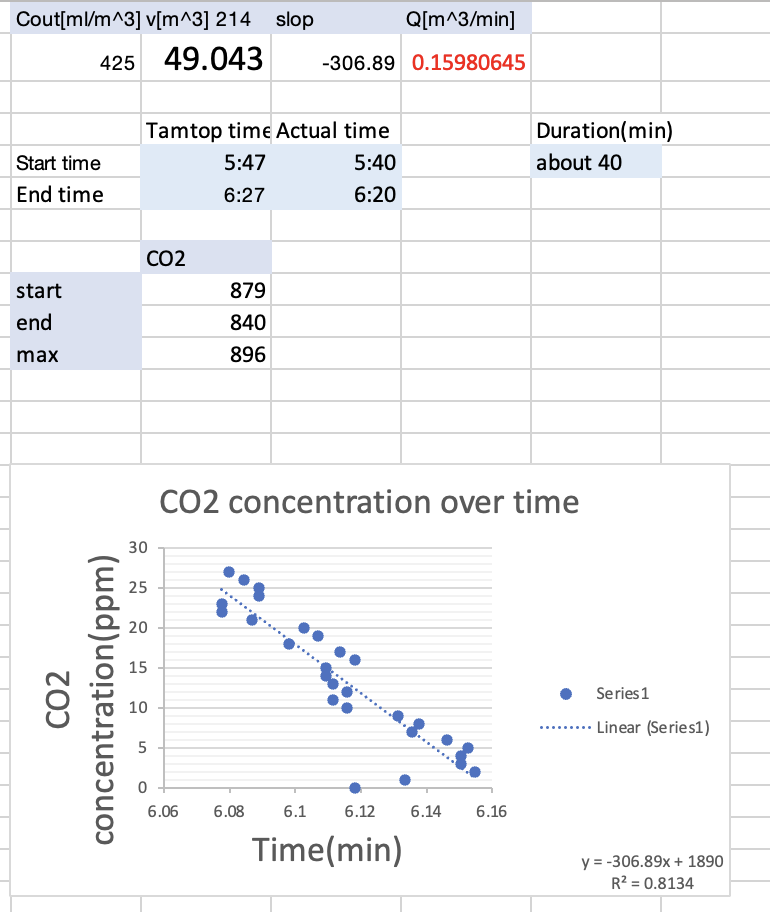 Cout[ml/m^3] v[m^3] 214 slop Q[m^3/min]
425 49.043 -306.89 0.15980645
Tamtop time Actual time Duration(min)
Start time 5:47 5:40 about 40
End time 6:27 6:20
CO2
start 879
end 840
max 896
CO2 concentration over time
CO2
concentration(ppm)
30
25
20
15
10
5
0
6.06 6.08 6.1 6.12 6.14 6.16
Time(min)
Series1
Linear (Series1)
y = -306.89x + 1890
R² = 0.8134